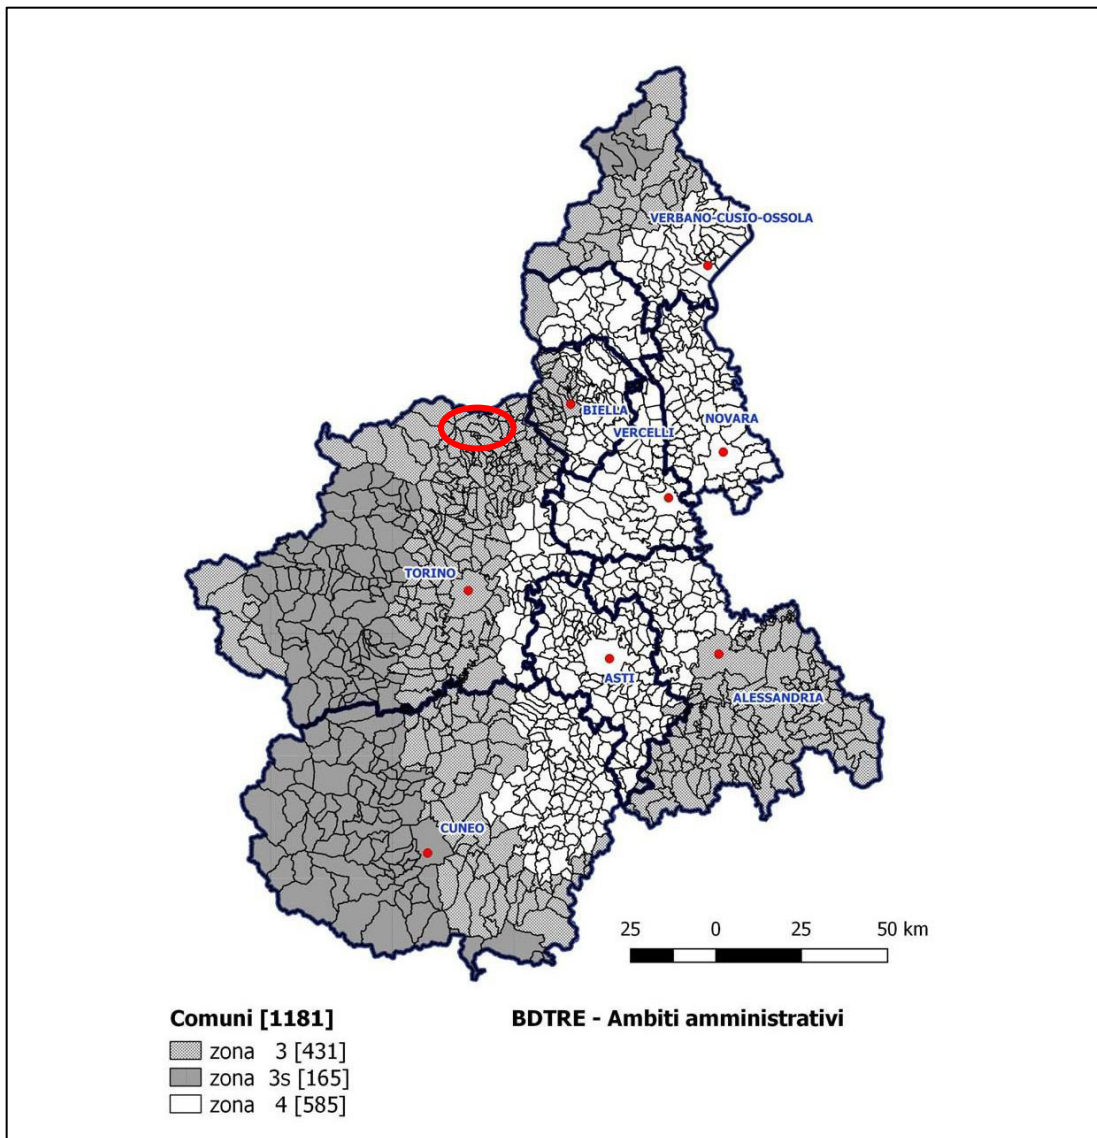 VERBANO-CUSIO-OSSOLA
BIELLA
NOVARA
VERCELLI
TORINO
ASTI
ALESSANDRIA
CUNEO
25 0 25 50 km
Comuni [1181]
BDTRE - Ambiti amministrativi
zona 3 [431]
zona 3s [165]
zona 4 [585]